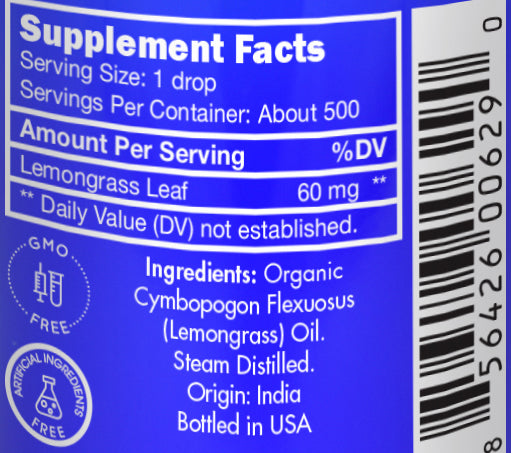 Supplement Facts
Serving Size: 1 drop
Servings Per Container: About 500
Amount Per Serving %DV
Lemongrass Leaf 60 mg **
** Daily Value (DV) not established.
GMO
FREE
ARTIFICIAL INGREDIENTS
FREE
Ingredients: Organic
Cymbopogon Flexuosus
(Lemongrass) Oil.
Steam Distilled.
Origin: India
Bottled in USA
8 56426 00629 0